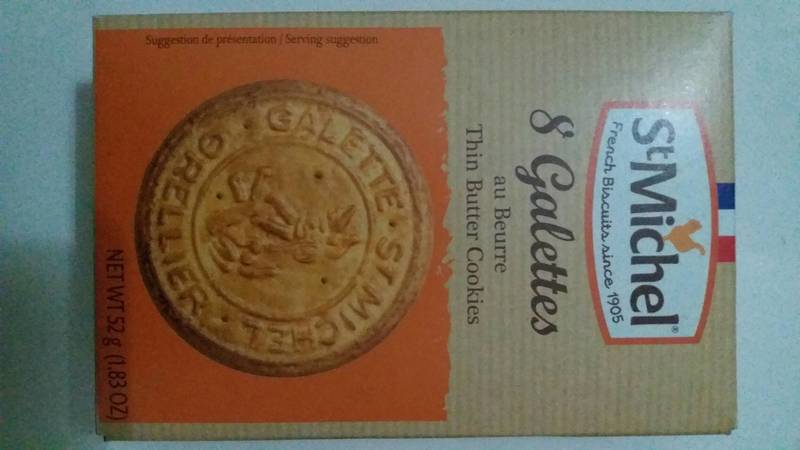 St Michel®
French Biscuits since 1905
8 Galettes
au Beurre
Thin Butter Cookies
GALETTE · ST MICHEL · GRELLIER ·
Suggestion de présentation / Serving suggestion
NET WT 52 g (1.83 OZ)